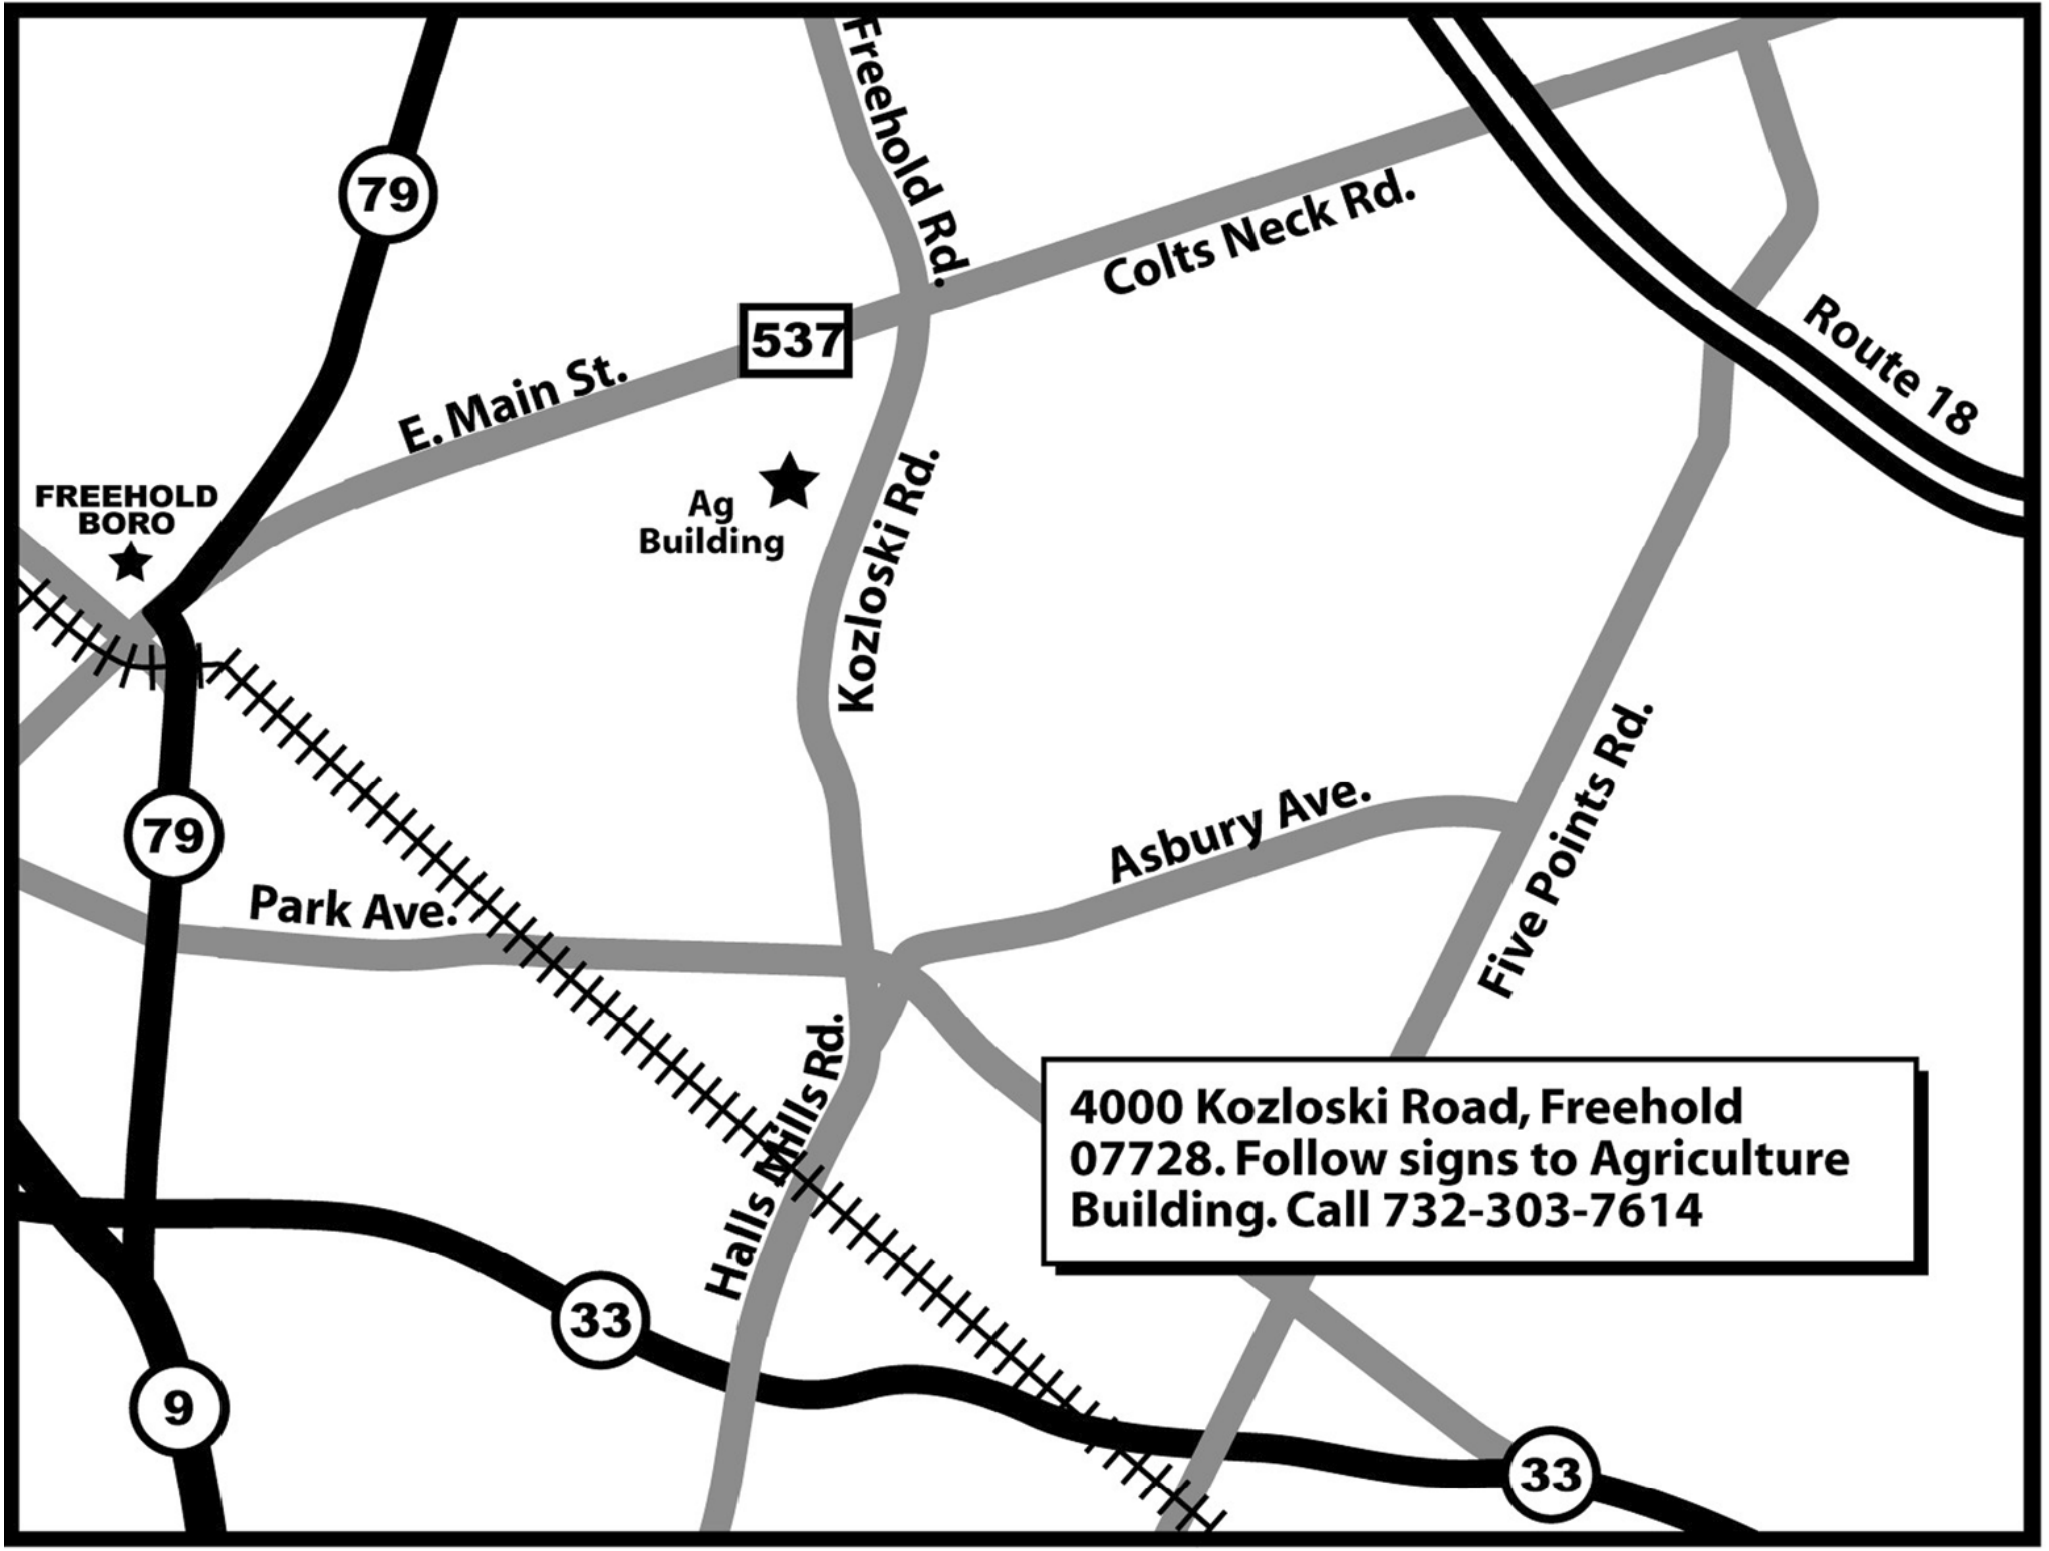 Freehold Rd.
79
Colts Neck Rd.
537
Route 18
E. Main St.
FREEHOLD
BORO
Ag
Building
Kozloski Rd.
79
Asbury Ave.
Five Points Rd.
Park Ave.
Halls Mills Rd.
4000 Kozloski Road, Freehold
07728. Follow signs to Agriculture
Building. Call 732-303-7614
33
9
33